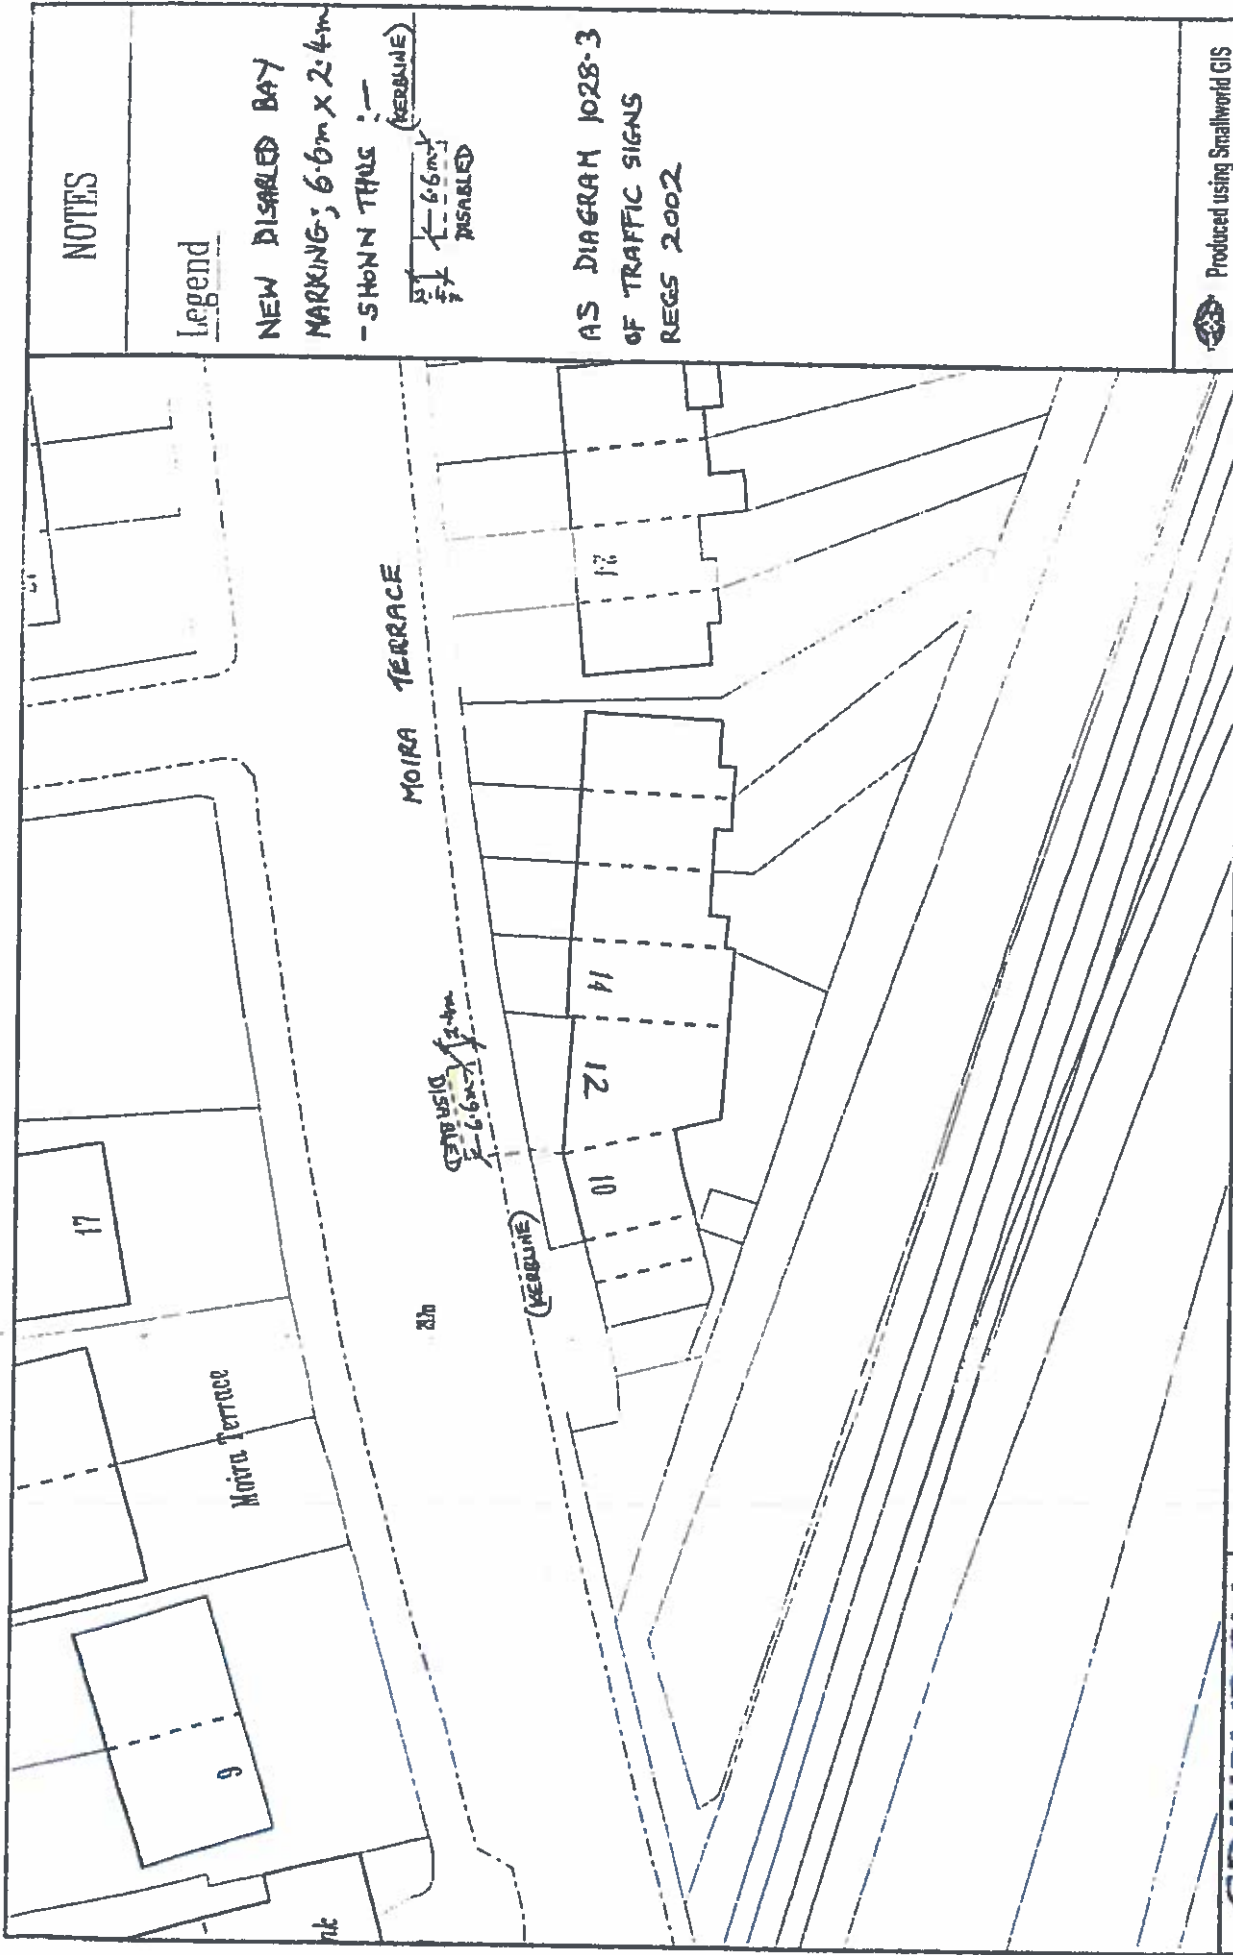 NOTES
Legend
NEW DISABLED BAY
MARKING; 6·6m x 2·4m
- SHOWN THUS :-
(KERBLINE)
6·6m
DISABLED
AS DIAGRAM 1028·3
OF TRAFFIC SIGNS
REGS 2002
Produced using Smallworld GIS
MOIRA TERRACE
DISABLED
6·6m
2·4m
(KERBLINE)
Moira Terrace
17
9
10
12
14
nk